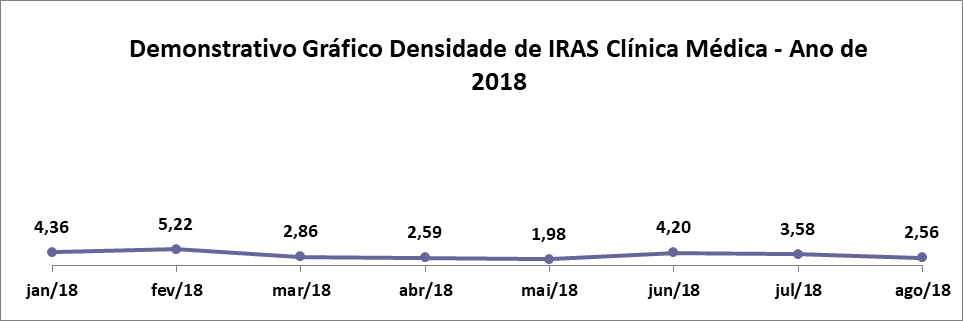 Demonstrativo Gráfico Densidade de IRAS Clínica Médica - Ano de
2018
4,36 5,22 2,86 2,59 1,98 4,20 3,58 2,56
jan/18 fev/18 mar/18 abr/18 mai/18 jun/18 jul/18 ago/18